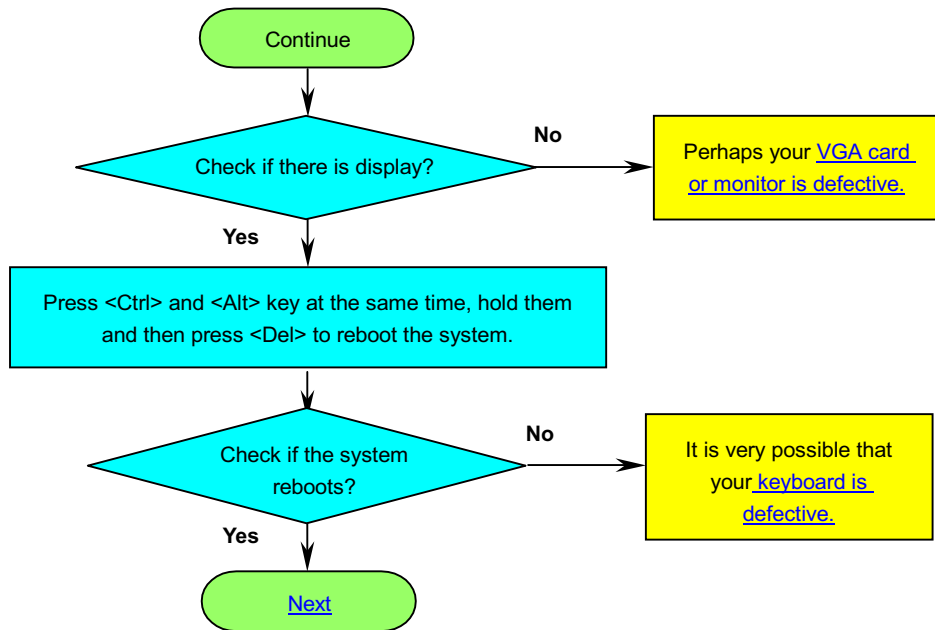 Continue
No
Check if there is display?
Perhaps your VGA card
or monitor is defective.
Yes
Press <Ctrl> and <Alt> key at the same time, hold them
and then press <Del> to reboot the system.
No
Check if the system
reboots?
It is very possible that
your keyboard is
defective.
Yes
Next